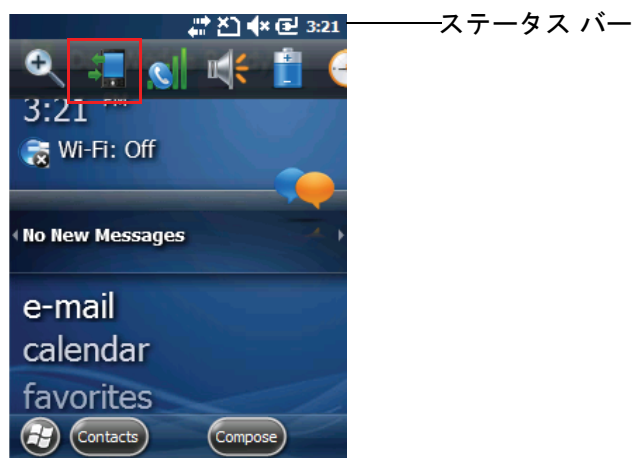 3:21
ステータス バー
3:21 PM
Wi-Fi: Off
No New Messages
e-mail
calendar
favorites
Contacts
Compose